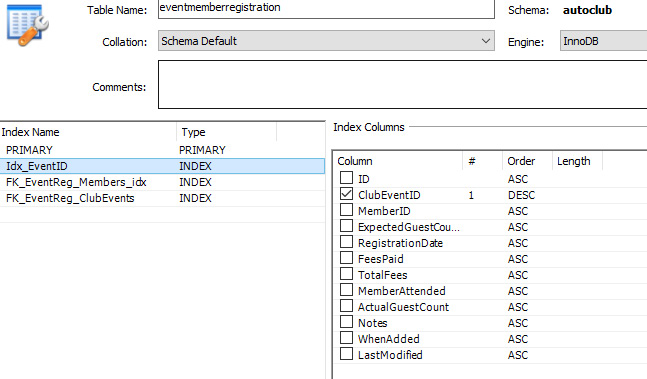 Table Name: eventmemberregistration Schema: autoclub
Collation: Schema Default Engine: InnoDB
Comments:
Index Name Type
PRIMARY PRIMARY
Idx_EventID INDEX
FK_EventReg_Members_idx INDEX
FK_EventReg_ClubEvents INDEX
Index Columns
Column # Order Length
ID ASC
ClubEventID 1 DESC
MemberID ASC
ExpectedGuestCou... ASC
RegistrationDate ASC
FeesPaid ASC
TotalFees ASC
MemberAttended ASC
ActualGuestCount ASC
Notes ASC
WhenAdded ASC
LastModified ASC